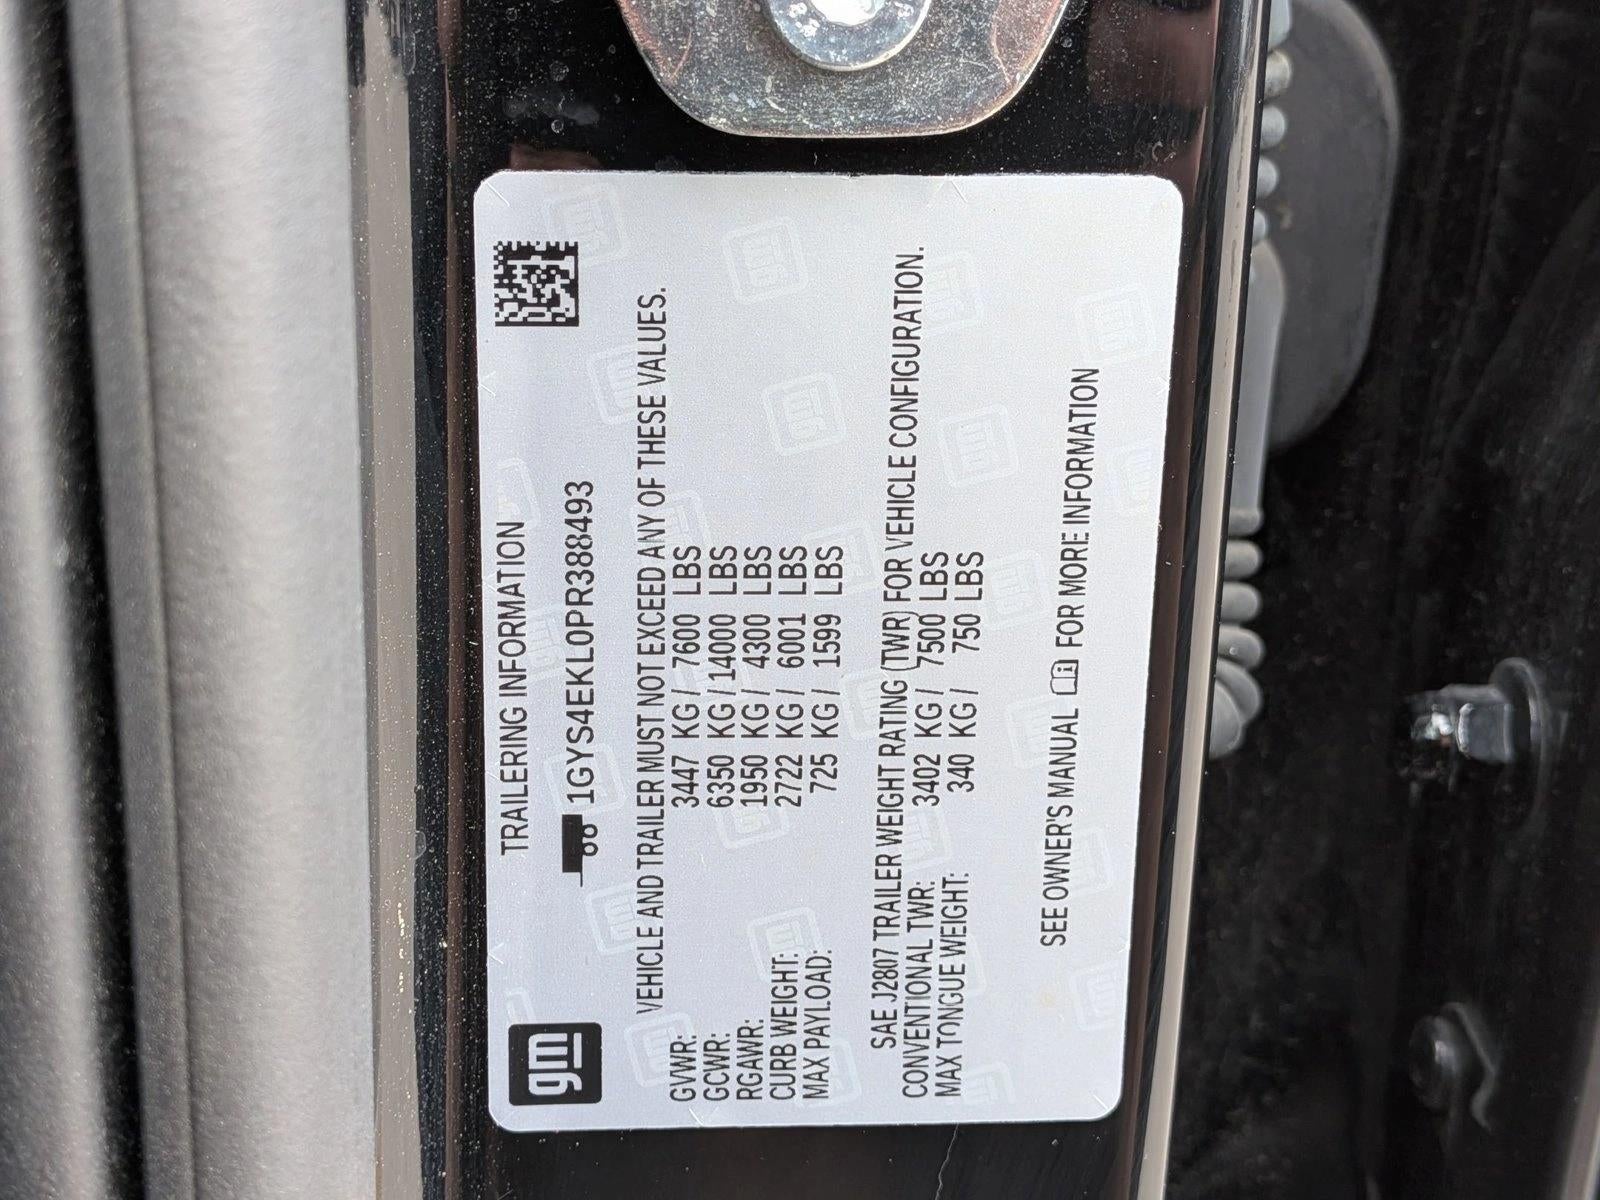 gm
TRAILERING INFORMATION
1GYS4EKL0PR388493
VEHICLE AND TRAILER MUST NOT EXCEED ANY OF THESE VALUES.
GVWR: 3447 KG / 7600 LBS
GCWR: 6350 KG / 14000 LBS
RGAWR: 1950 KG / 4300 LBS
CURB WEIGHT: 2722 KG / 6001 LBS
MAX PAYLOAD: 725 KG / 1599 LBS
SAE J2807 TRAILER WEIGHT RATING (TWR) FOR VEHICLE CONFIGURATION.
CONVENTIONAL TWR: 3402 KG / 7500 LBS
MAX TONGUE WEIGHT: 340 KG / 750 LBS
SEE OWNER'S MANUAL FOR MORE INFORMATION